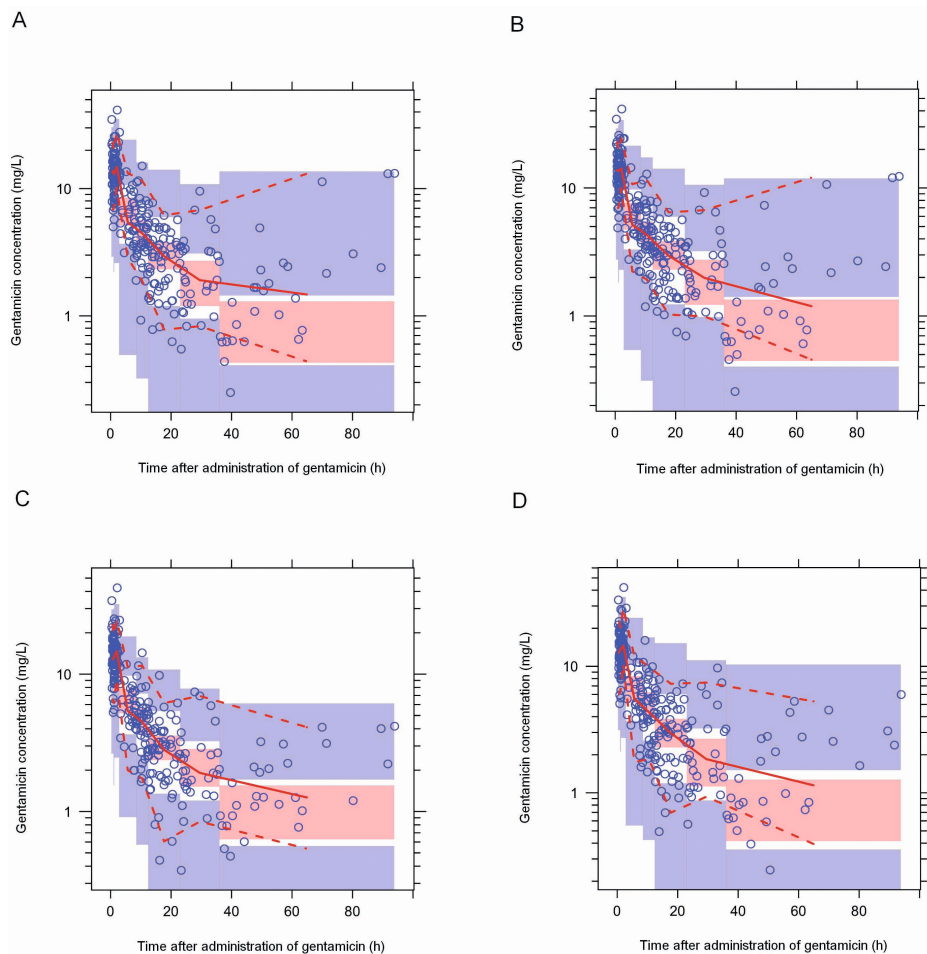 A
B
Gentamicin concentration (mg/L)
10
1
0 20 40 60 80
Time after administration of gentamicin (h)
Gentamicin concentration (mg/L)
10
1
0 20 40 60 80
Time after administration of gentamicin (h)
C
D
Gentamicin concentration (mg/L)
10
1
0 20 40 60 80
Time after administration of gentamicin (h)
Gentamicin concentration (mg/L)
10
1
0 20 40 60 80
Time after administration of gentamicin (h)